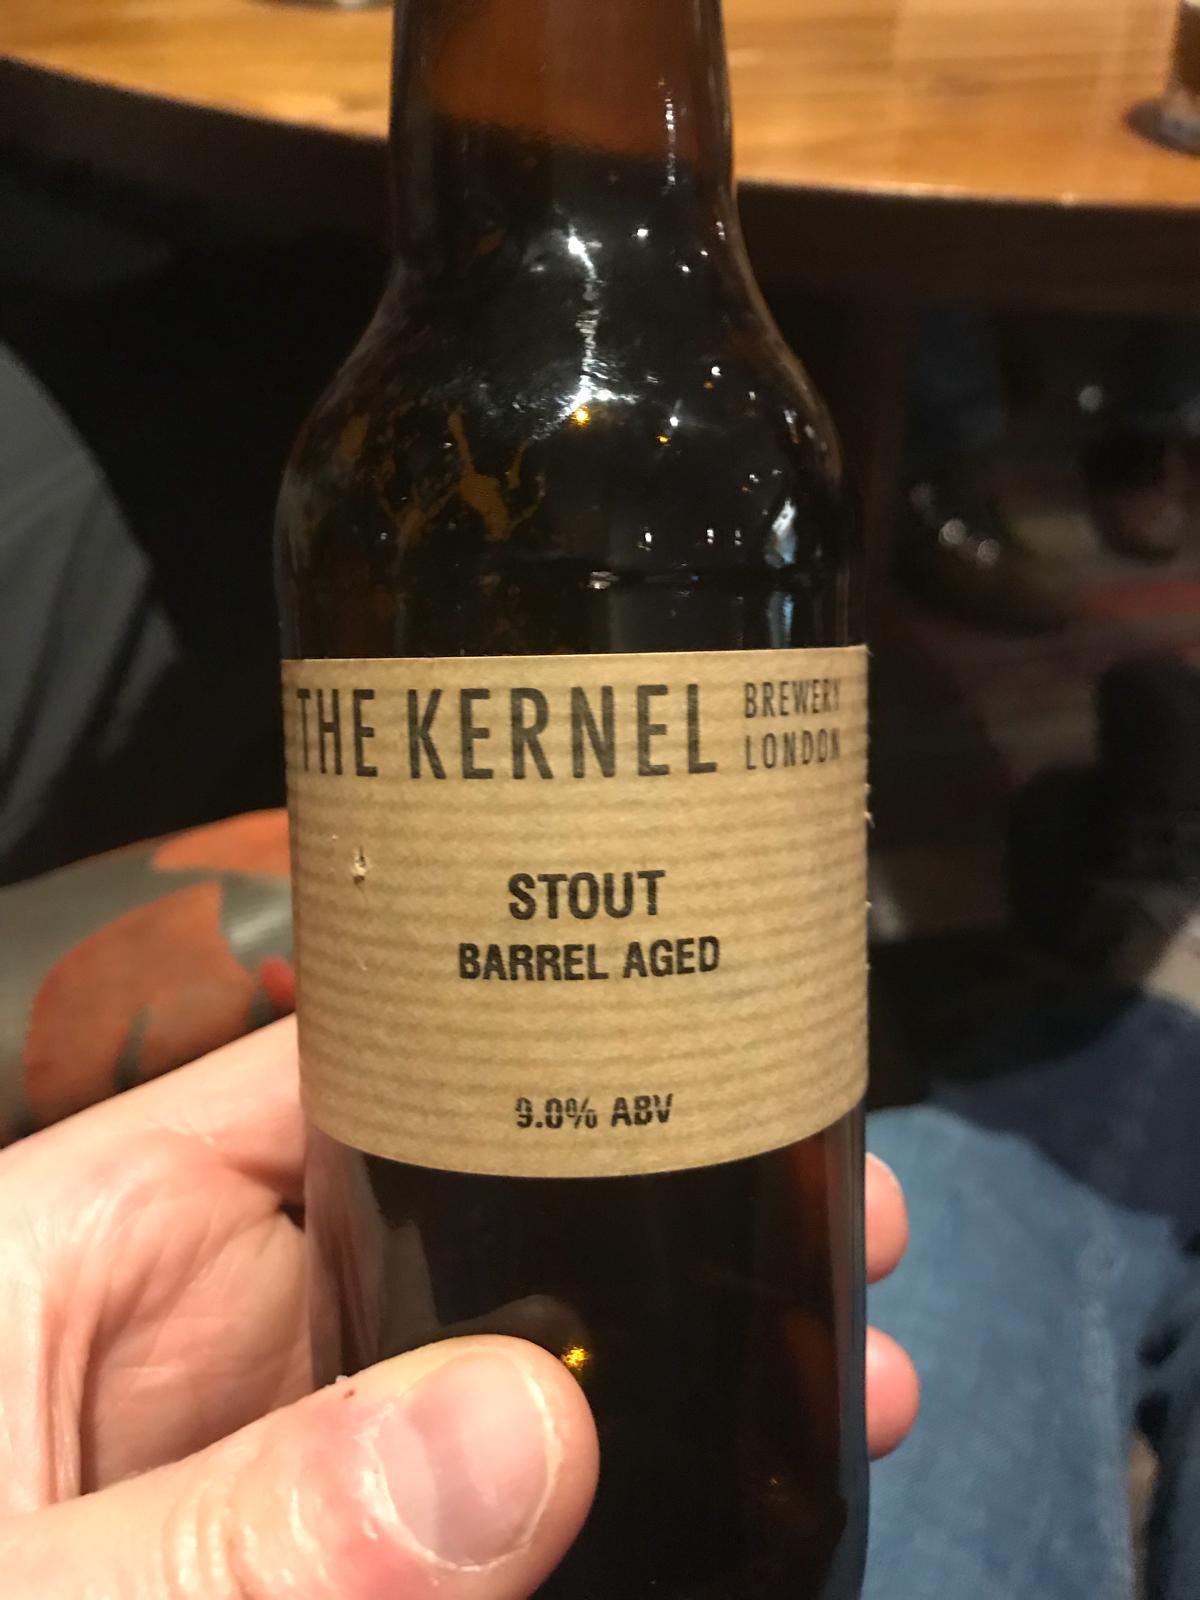 THE KERNEL BREWERY LONDON
STOUT
BARREL AGED
9.0% ABV